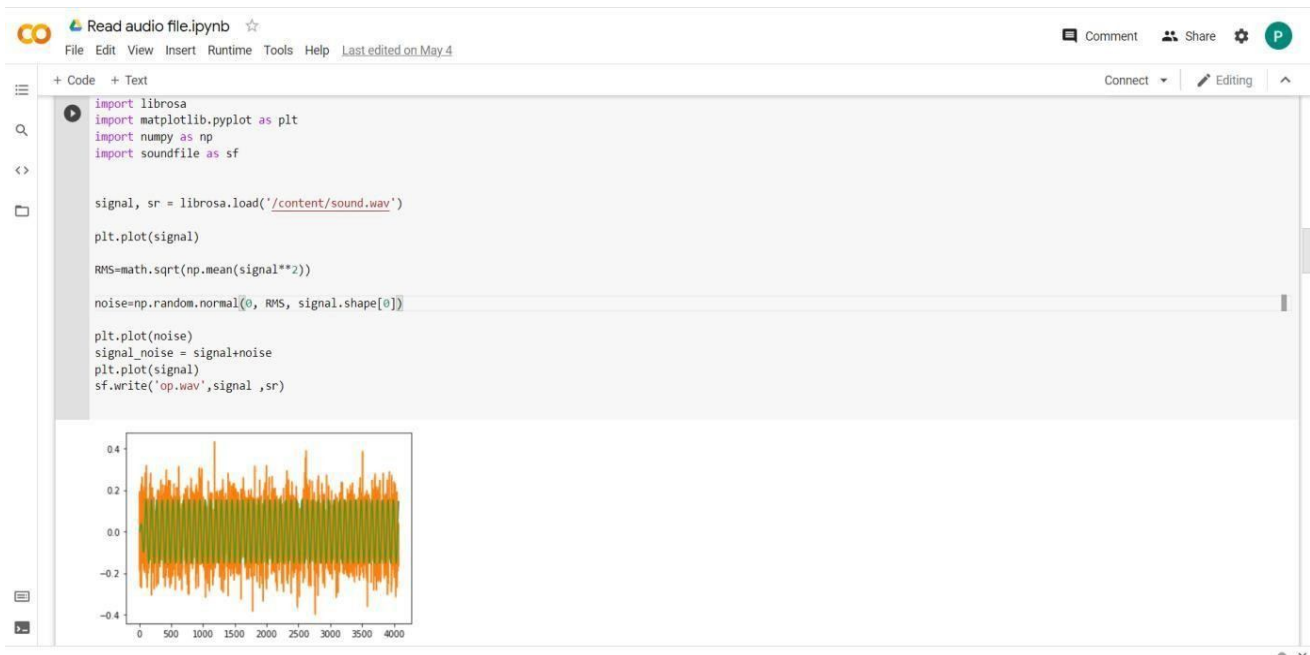 CO Read audio file.ipynb
File Edit View Insert Runtime Tools Help Last edited on May 4
Comment Share P
+ Code + Text
Connect Editing
import librosa
import matplotlib.pyplot as plt
import numpy as np
import soundfile as sf
signal, sr = librosa.load('/content/sound.wav')
plt.plot(signal)
RMS=math.sqrt(np.mean(signal**2))
noise=np.random.normal(0, RMS, signal.shape[0])
plt.plot(noise)
signal_noise = signal+noise
plt.plot(signal)
sf.write('op.wav',signal ,sr)
0.4
0.2
0.0
−0.2
−0.4
0 500 1000 1500 2000 2500 3000 3500 4000